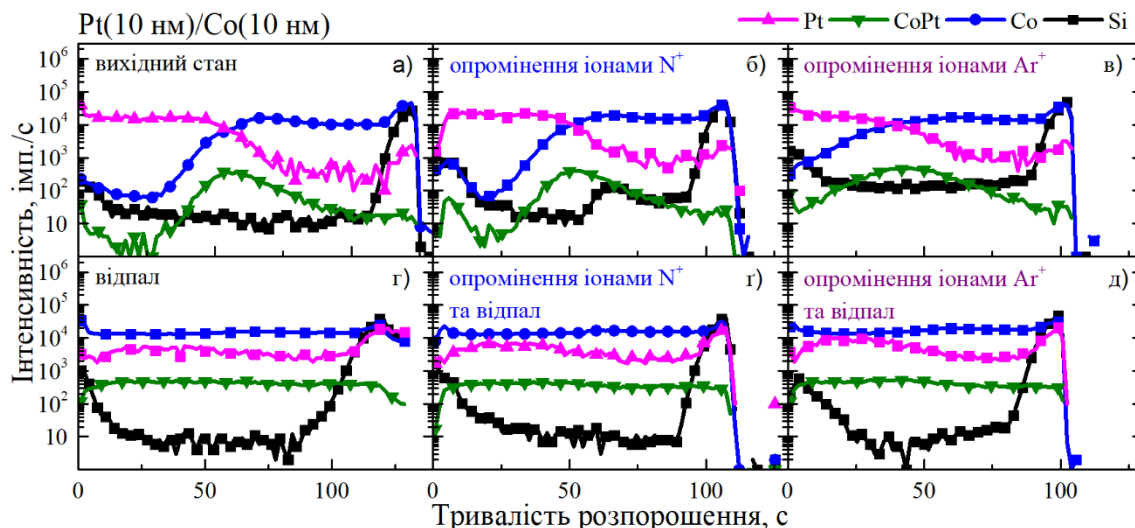 Pt(10 нм)/Co(10 нм)
Pt CoPt Co Si
вихідний стан а)
опромінення іонами N⁺ б)
опромінення іонами Ar⁺ в)
10⁶
10⁵
10⁴
10³
10²
10
відпал г)
опромінення іонами N⁺
та відпал ґ)
опромінення іонами Ar⁺
та відпал д)
10⁶
10⁵
10⁴
10³
10²
10
0 50 100 0 50 100 0 50 100
Інтенсивність, імп./с
Тривалість розпорошення, с